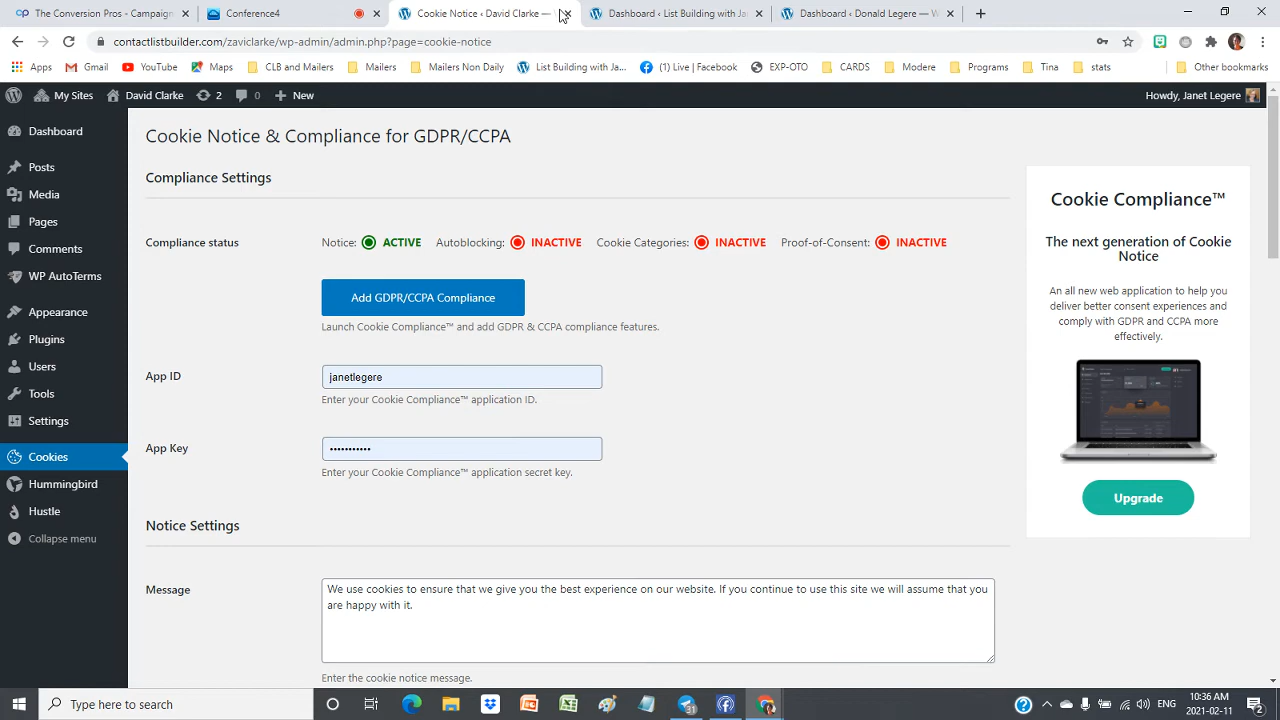 The Conversion Pros - Campaign
Conference4
Cookie Notice ‹ David Clarke —
Dashboard ‹ List Building with Jan
Dashboard ‹ Donald Legere — W
contactlistbuilder.com/zaviclarke/wp-admin/admin.php?page=cookie-notice
Apps
Gmail
YouTube
Maps
CLB and Mailers
Mailers
Mailers Non Daily
List Building with Ja...
(1) Live | Facebook
EXP-OTO
CARDS
Modere
Programs
Tina
stats
Other bookmarks
My Sites
David Clarke
2
0
New
Howdy, Janet Legere
Dashboard
Posts
Media
Pages
Comments
WP AutoTerms
Appearance
Plugins
Users
Tools
Settings
Cookies
Hummingbird
Hustle
Collapse menu
Cookie Notice & Compliance for GDPR/CCPA
Compliance Settings
Compliance status
Notice: ACTIVE Autoblocking: INACTIVE Cookie Categories: INACTIVE Proof-of-Consent: INACTIVE
Add GDPR/CCPA Compliance
Launch Cookie Compliance™ and add GDPR & CCPA compliance features.
App ID
janetlegere
Enter your Cookie Compliance™ application ID.
App Key
•••••••••••
Enter your Cookie Compliance™ application secret key.
Notice Settings
Message
We use cookies to ensure that we give you the best experience on our website. If you continue to use this site we will assume that you
are happy with it.
Enter the cookie notice message.
Cookie Compliance™
The next generation of Cookie
Notice
An all new web application to help you
deliver better consent experiences and
comply with GDPR and CCPA more
effectively.
Upgrade
Type here to search
31
ENG
10:36 AM
2021-02-11
2